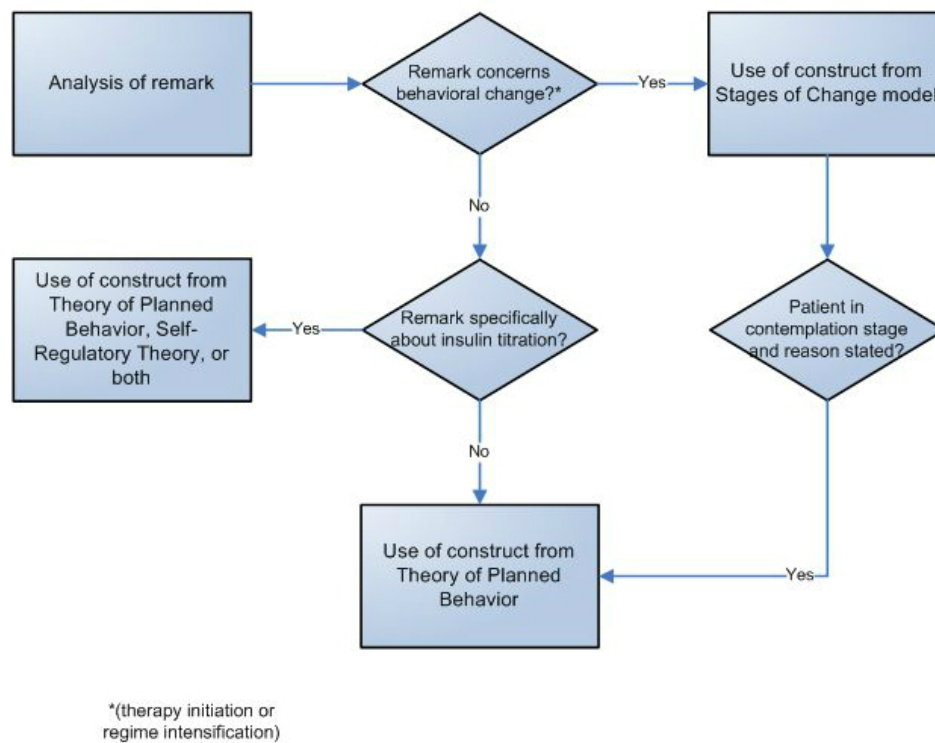 Analysis of remark
Remark concerns
behavioral change?*
Yes
Use of construct from
Stages of Change model
No
Use of construct from
Theory of Planned
Behavior, Self-
Regulatory Theory, or
both
Yes
Remark specifically
about insulin titration?
Patient in
contemplation stage
and reason stated?
No
Use of construct from
Theory of Planned
Behavior
Yes
*(therapy initiation or
regime intensification)